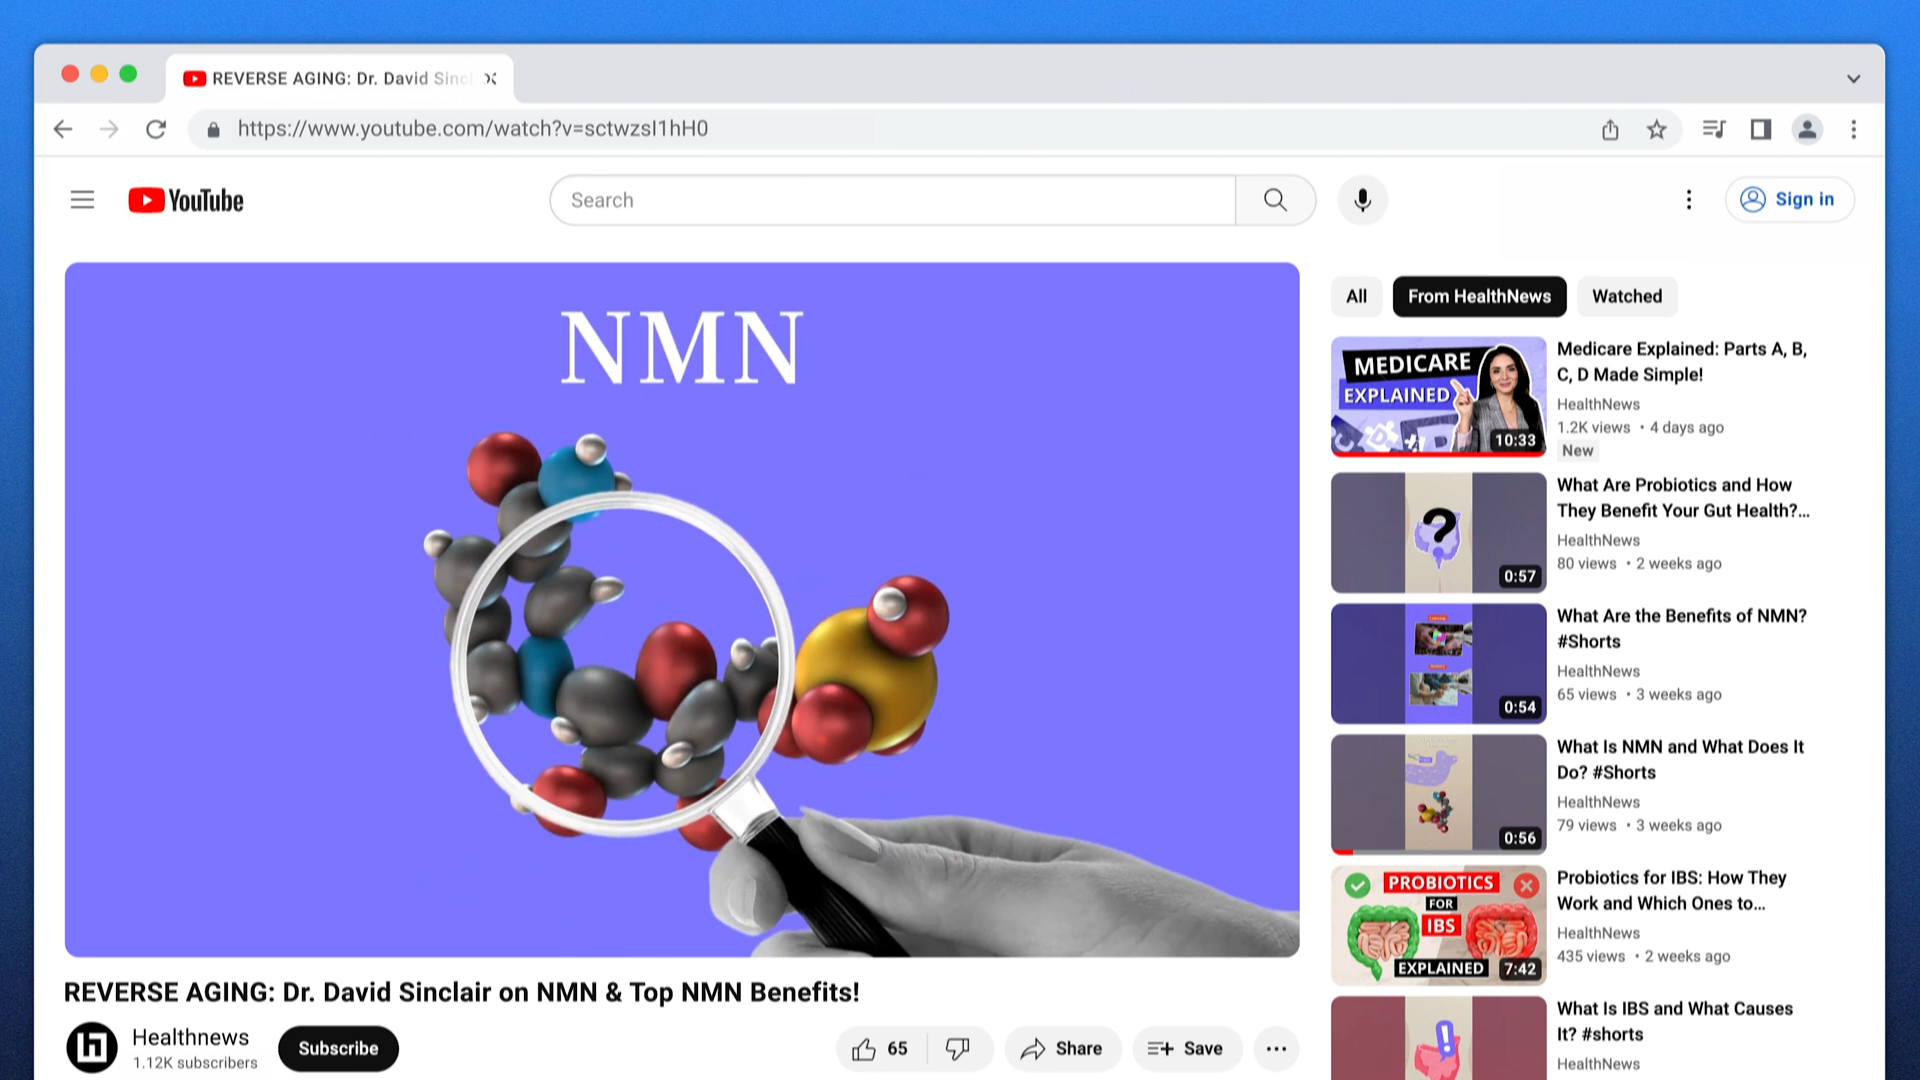 REVERSE AGING: Dr. David Sinc
https://www.youtube.com/watch?v=sctwzsI1hH0
YouTube
Search
Sign in
NMN
REVERSE AGING: Dr. David Sinclair on NMN & Top NMN Benefits!
Healthnews
1.12K subscribers
Subscribe
65
Share
Save
All
From HealthNews
Watched
MEDICARE
EXPLAINED
10:33
Medicare Explained: Parts A, B,
C, D Made Simple!
HealthNews
1.2K views • 4 days ago
New
?
0:57
What Are Probiotics and How
They Benefit Your Gut Health?...
HealthNews
80 views • 2 weeks ago
0:54
What Are the Benefits of NMN?
#Shorts
HealthNews
65 views • 3 weeks ago
0:56
What Is NMN and What Does It
Do? #Shorts
HealthNews
79 views • 3 weeks ago
PROBIOTICS
FOR
IBS
EXPLAINED
7:42
Probiotics for IBS: How They
Work and Which Ones to...
HealthNews
435 views • 2 weeks ago
!
What Is IBS and What Causes
It? #shorts
HealthNews